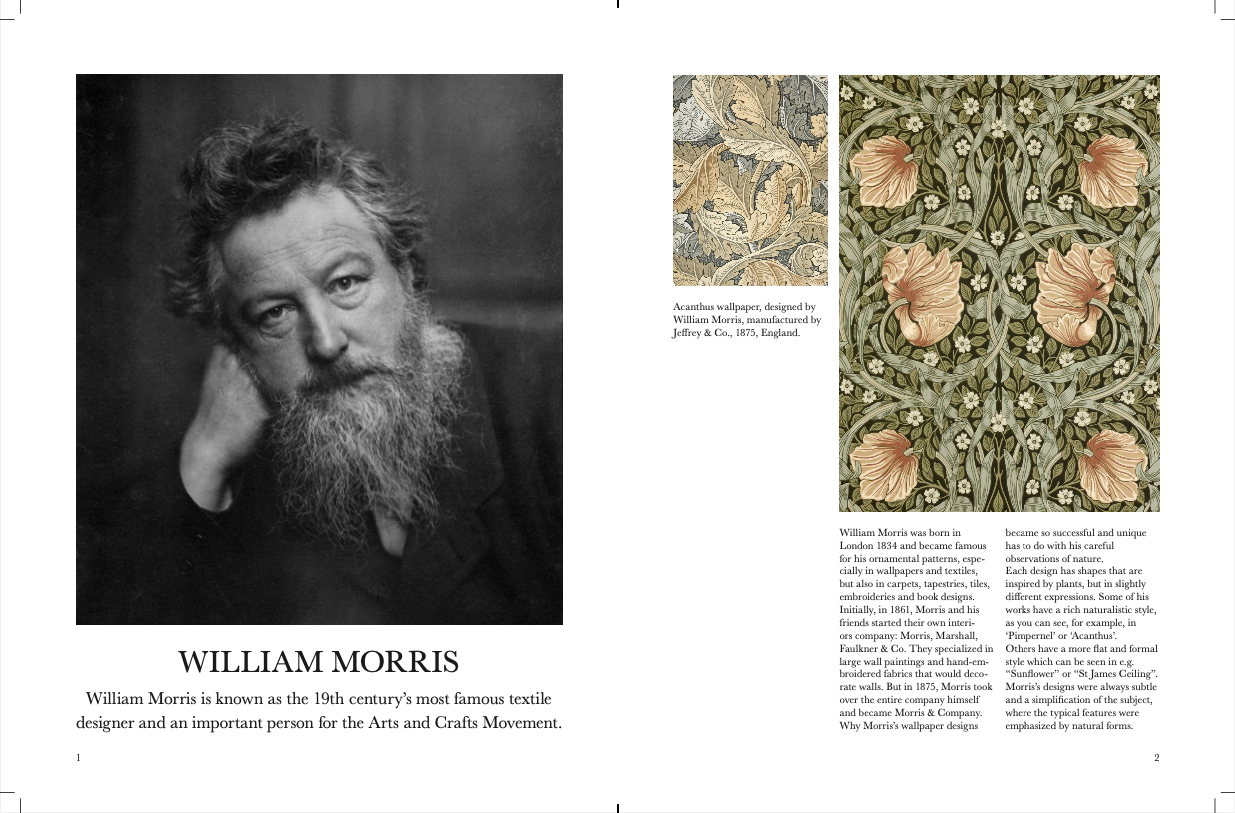 WILLIAM MORRIS
William Morris is known as the 19th century’s most famous textile
designer and an important person for the Arts and Crafts Movement.
1
Acanthus wallpaper, designed by
William Morris, manufactured by
Jeffrey & Co., 1875, England.
William Morris was born in
London 1834 and became famous
for his ornamental patterns, espe-
cially in wallpapers and textiles,
but also in carpets, tapestries, tiles,
embroideries and book designs.
Initially, in 1861, Morris and his
friends started their own interi-
ors company: Morris, Marshall,
Faulkner & Co. They specialized in
large wall paintings and hand-em-
broidered fabrics that would deco-
rate walls. But in 1875, Morris took
over the entire company himself
and became Morris & Company.
Why Morris’s wallpaper designs
became so successful and unique
has to do with his careful
observations of nature.
Each design has shapes that are
inspired by plants, but in slightly
different expressions. Some of his
works have a rich naturalistic style,
as you can see, for example, in
‘Pimpernel’ or ‘Acanthus’.
Others have a more flat and formal
style which can be seen in e.g.
“Sunflower” or “St James Ceiling”.
Morris’s designs were always subtle
and a simplification of the subject,
where the typical features were
emphasized by natural forms.
2